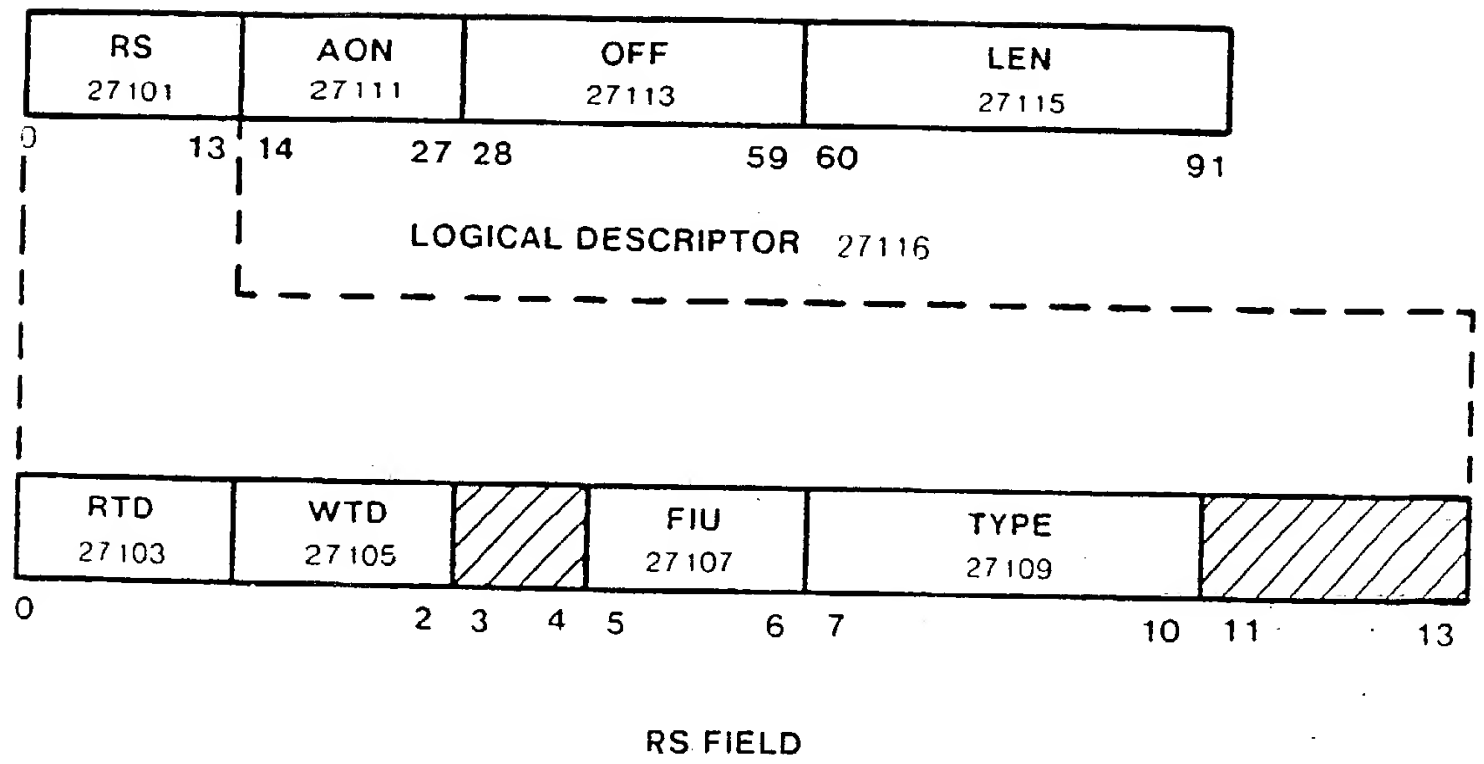 RS AON OFF LEN
27101 27111 27113 27115
0 13 14 27 28 59 60 91
LOGICAL DESCRIPTOR 27116
RTD WTD FIU TYPE
27103 27105 27107 27109
0 2 3 4 5 6 7 10 11 13
RS FIELD